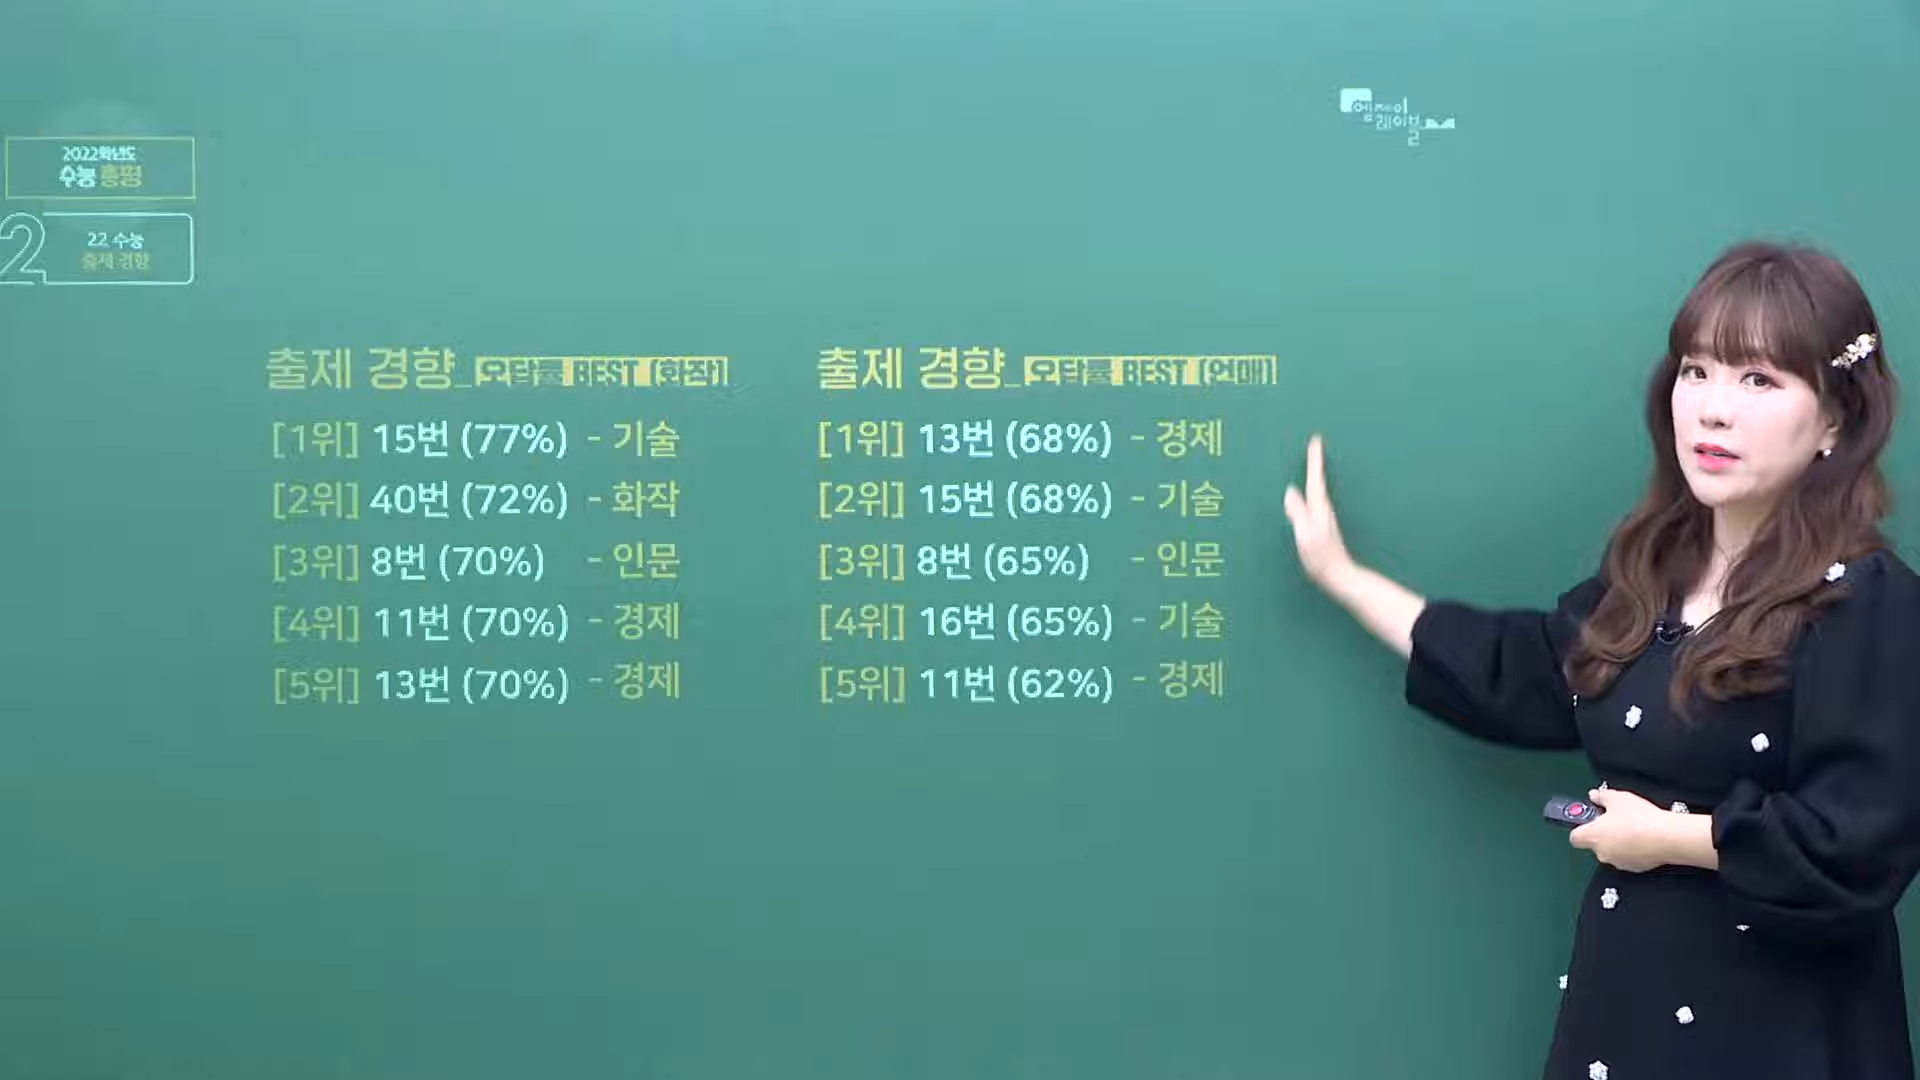 2022학년도
수능 총평
2
22 수능
출제 경향
엠제이
레이블
출제 경향_오답률 BEST (화작)
[1위] 15번 (77%) - 기술
[2위] 40번 (72%) - 화작
[3위] 8번 (70%) - 인문
[4위] 11번 (70%) - 경제
[5위] 13번 (70%) - 경제
출제 경향_오답률 BEST (언매)
[1위] 13번 (68%) - 경제
[2위] 15번 (68%) - 기술
[3위] 8번 (65%) - 인문
[4위] 16번 (65%) - 기술
[5위] 11번 (62%) - 경제